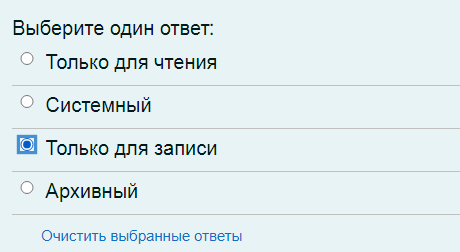 Выберите один ответ:
Только для чтения
Системный
Только для записи
Архивный
Очистить выбранные ответы